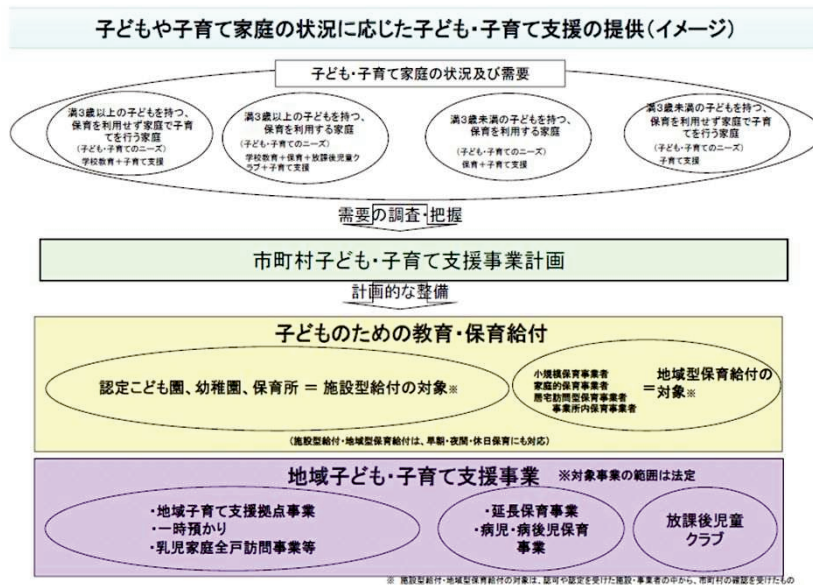 子どもや子育て家庭の状況に応じた子ども・子育て支援の提供(イメージ)
子ども・子育て家庭の状況及び需要
満3歳以上の子どもを持つ、
保育を利用せず家庭で子育
てを行う家庭
(子ども・子育てのニーズ)
学校教育+子育て支援
満3歳以上の子どもを持つ、
保育を利用する家庭
(子ども・子育てのニーズ)
学校教育+保育+放課後児童ク
ラブ+子育て支援
満3歳未満の子どもを持つ、
保育を利用する家庭
(子ども・子育てのニーズ)
保育+子育て支援
満3歳未満の子どもを持つ、
保育を利用せず家庭で子育
てを行う家庭
(子ども・子育てのニーズ)
子育て支援
需要の調査・把握
市町村子ども・子育て支援事業計画
計画的な整備
子どものための教育・保育給付
認定こども園、幼稚園、保育所 = 施設型給付の対象※
小規模保育事業者
家庭的保育事業者
居宅訪問型保育事業者
事業所内保育事業者
=地域型保育給付の
対象※
(施設型給付・地域型保育給付は、早朝・夜間・休日保育にも対応)
地域子ども・子育て支援事業 ※対象事業の範囲は法定
・地域子育て支援拠点事業
・一時預かり
・乳児家庭全戸訪問事業等
・延長保育事業
・病児・病後児保育
事業
放課後児童
クラブ
※ 施設型給付・地域型保育給付の対象は、認可や認定を受けた施設・事業者の中から、市町村の確認を受けたもの